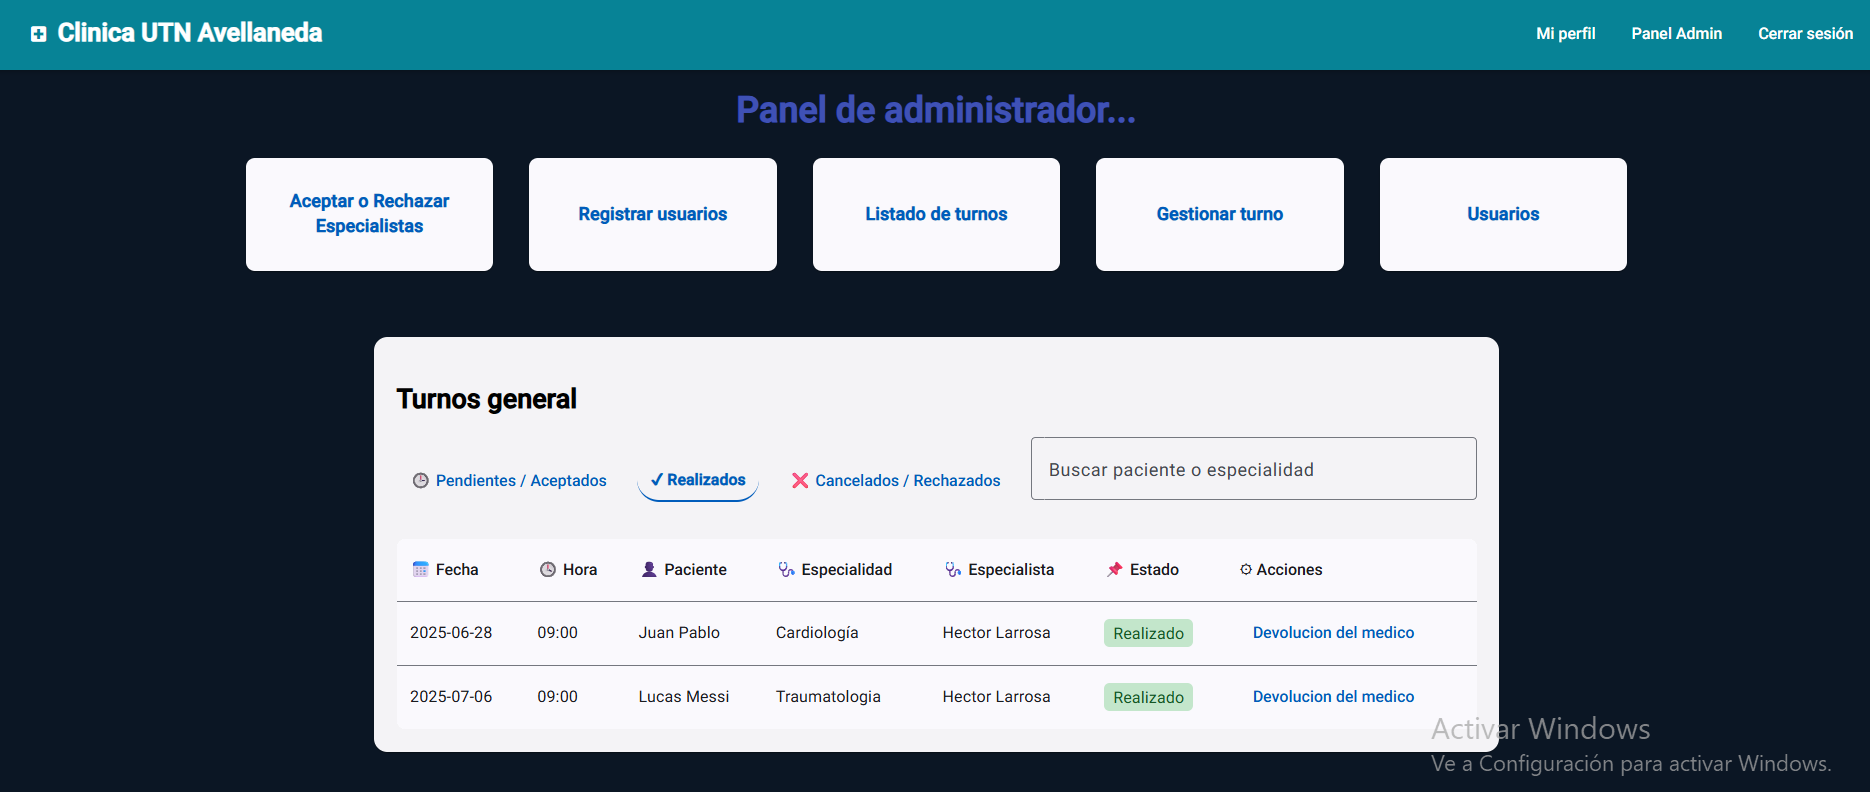 Clinica UTN Avellaneda
Mi perfil Panel Admin Cerrar sesión
Panel de administrador...
Aceptar o Rechazar
Especialistas
Registrar usuarios
Listado de turnos
Gestionar turno
Usuarios
Turnos general
Pendientes / Aceptados ✓ Realizados ❌ Cancelados / Rechazados
Buscar paciente o especialidad
Fecha Hora Paciente Especialidad Especialista Estado Acciones
2025-06-28 09:00 Juan Pablo Cardiología Hector Larrosa Realizado Devolucion del medico
2025-07-06 09:00 Lucas Messi Traumatologia Hector Larrosa Realizado Devolucion del medico
Activar Windows
Ve a Configuración para activar Windows.